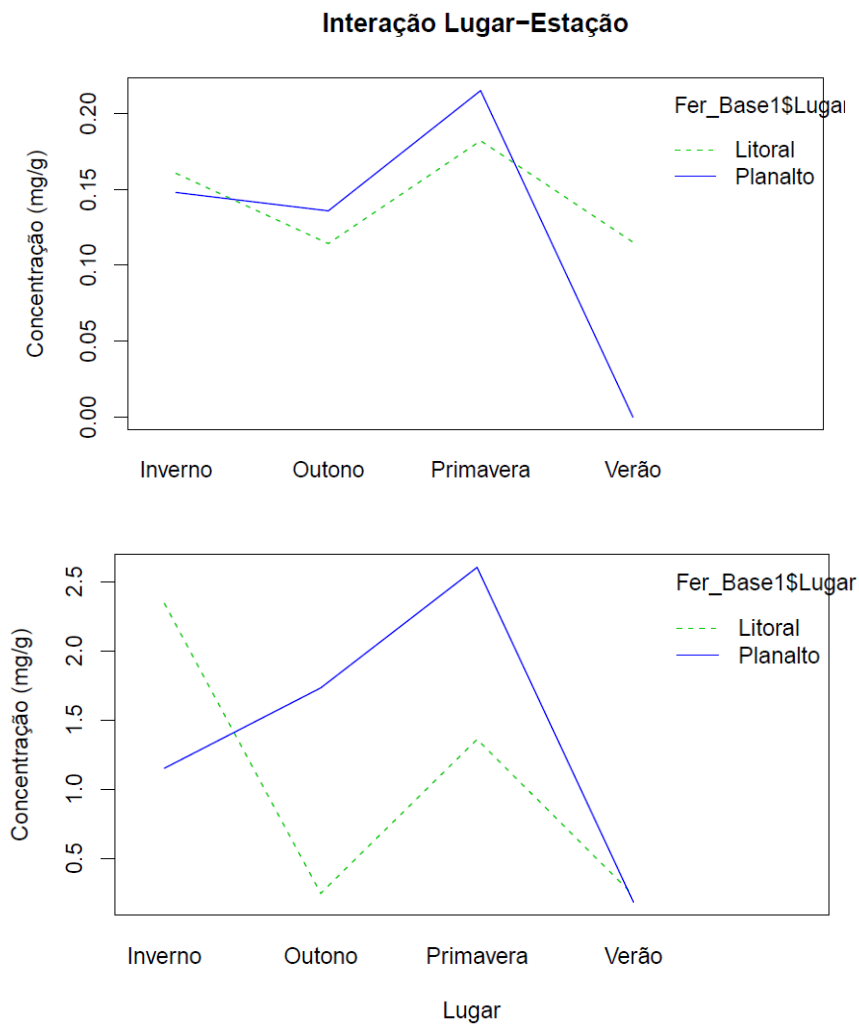 Interação Lugar−Estação
Fer_Base1$Lugar
Litoral
Planalto
Concentração (mg/g)
0.20
0.15
0.10
0.05
0.00
Inverno Outono Primavera Verão
Fer_Base1$Lugar
Litoral
Planalto
Concentração (mg/g)
2.5
2.0
1.5
1.0
0.5
Inverno Outono Primavera Verão
Lugar